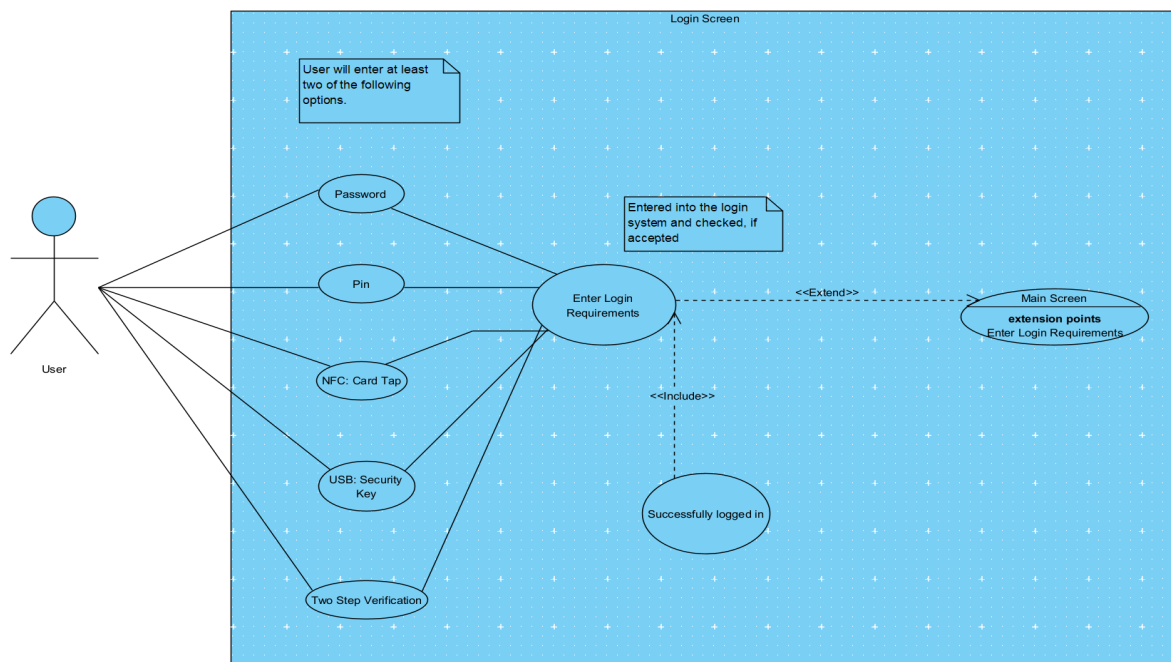 Login Screen
User will enter at least
two of the following
options.
Password
Entered into the login
system and checked, if
accepted
Pin
Enter Login
Requirements
<<Extend>>
Main Screen
extension points
Enter Login Requirements
User
NFC: Card Tap
<<Include>>
USB: Security
Key
Successfully logged in
Two Step Verification